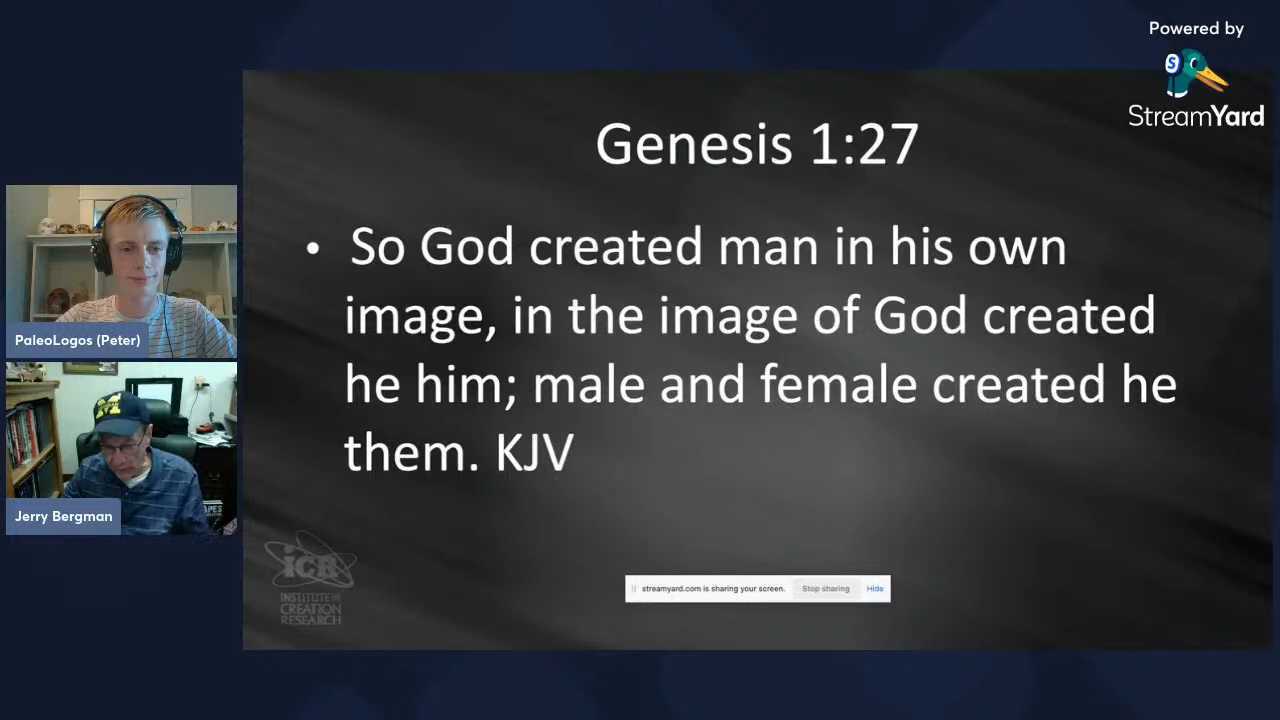 Powered by
StreamYard
Genesis 1:27
• So God created man in his own
image, in the image of God created
he him; male and female created he
them. KJV
PaleoLogos (Peter)
Jerry Bergman
streamyard.com is sharing your screen. Stop sharing Hide
iCR
INSTITUTE for
CREATION
RESEARCH